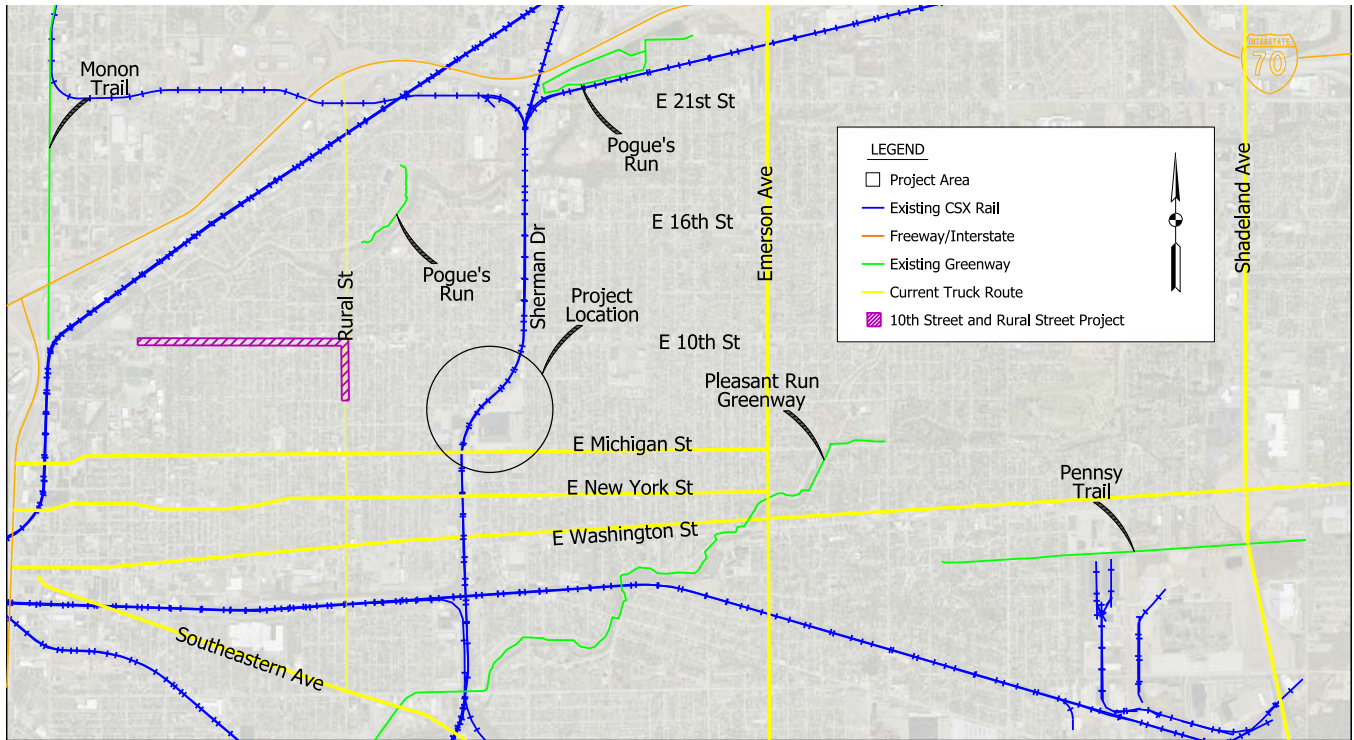 Monon
Trail
E 21st St
Pogue's
Run
INTERSTATE
70
LEGEND
Project Area
Existing CSX Rail
Freeway/Interstate
Existing Greenway
Current Truck Route
10th Street and Rural Street Project
Emerson Ave
Shadeland Ave
E 16th St
Pogue's
Run
Sherman Dr
Rural St
Project
Location
E 10th St
Pleasant Run
Greenway
E Michigan St
E New York St
Pennsy
Trail
E Washington St
Southeastern Ave